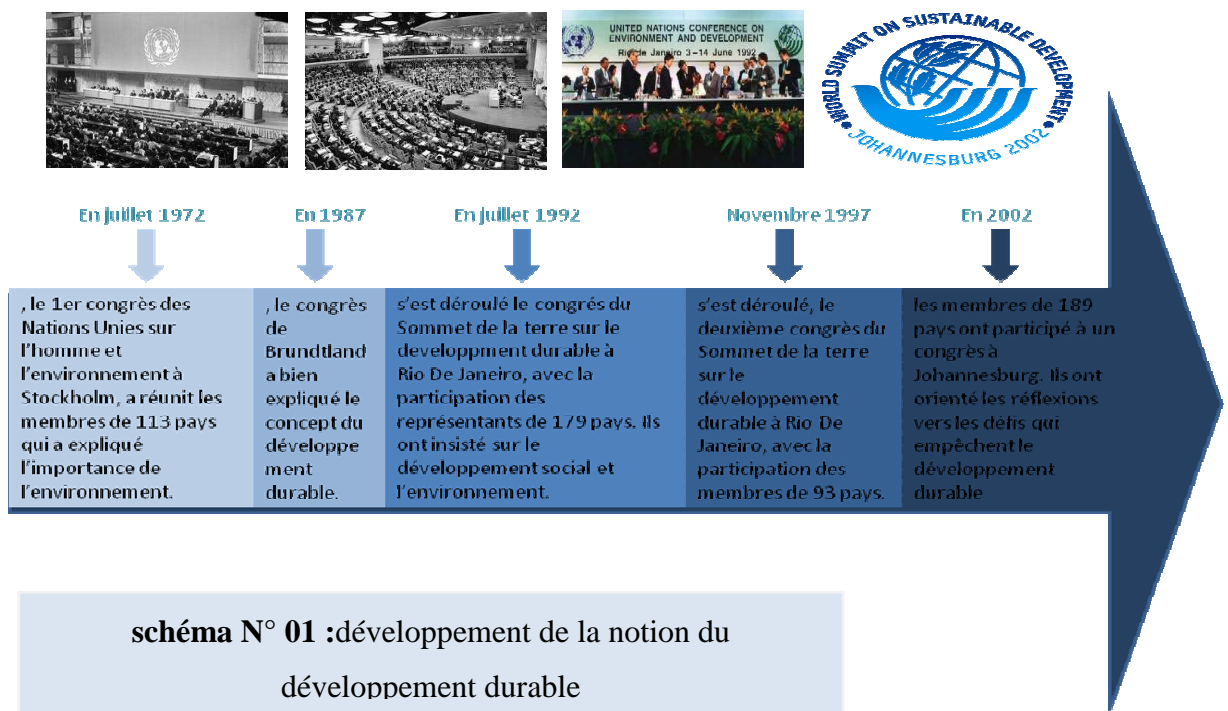 UNITED NATIONS CONFERENCE ON
ENVIRONMENT AND DEVELOPMENT
Rio de Janeiro 3-14 June 1992
• WORLD SUMMIT ON SUSTAINABLE DEVELOPMENT •
JOHANNESBURG 2002
En juillet 1972
, le 1er congrès des
Nations Unies sur
l'homme et
l'environnement à
Stockholm, a réunit les
membres de 113 pays
qui a expliqué
l'importance de
l'environnement.
En 1987
, le congrès
de
Brundtland
a bien
expliqué le
concept du
développe
ment
durable.
En juillet 1992
s'est déroulé le congrés du
Sommet de la terre sur le
developpment durable à
Rio De Janeiro, avec la
participation des
représentants de 179 pays. Ils
ont insisté sur le
développement social et
l'environnement.
Novembre 1997
s'est déroulé, le
deuxième congrès du
Sommet de la terre
sur le
développement
durable à Rio De
Janeiro, avec la
participation des
membres de 93 pays.
En 2002
les membres de 189
pays ont participé à un
congrès à
Johannesburg. Ils ont
orienté les réflexions
vers les défis qui
empêchent le
développement
durable
schéma N° 01 :développement de la notion du
développement durable